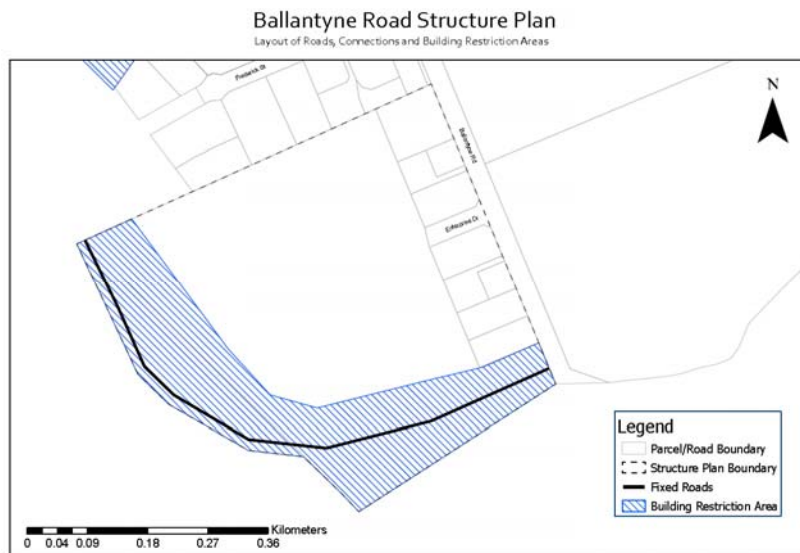 Ballantyne Road Structure Plan
Layout of Roads, Connections and Building Restriction Areas
Frederick St
N
Ballantyne Rd
Enterprise Dr
Legend
Parcel/Road Boundary
Structure Plan Boundary
Fixed Roads
Building Restriction Area
Kilometers
0 0.04 0.09 0.18 0.27 0.36